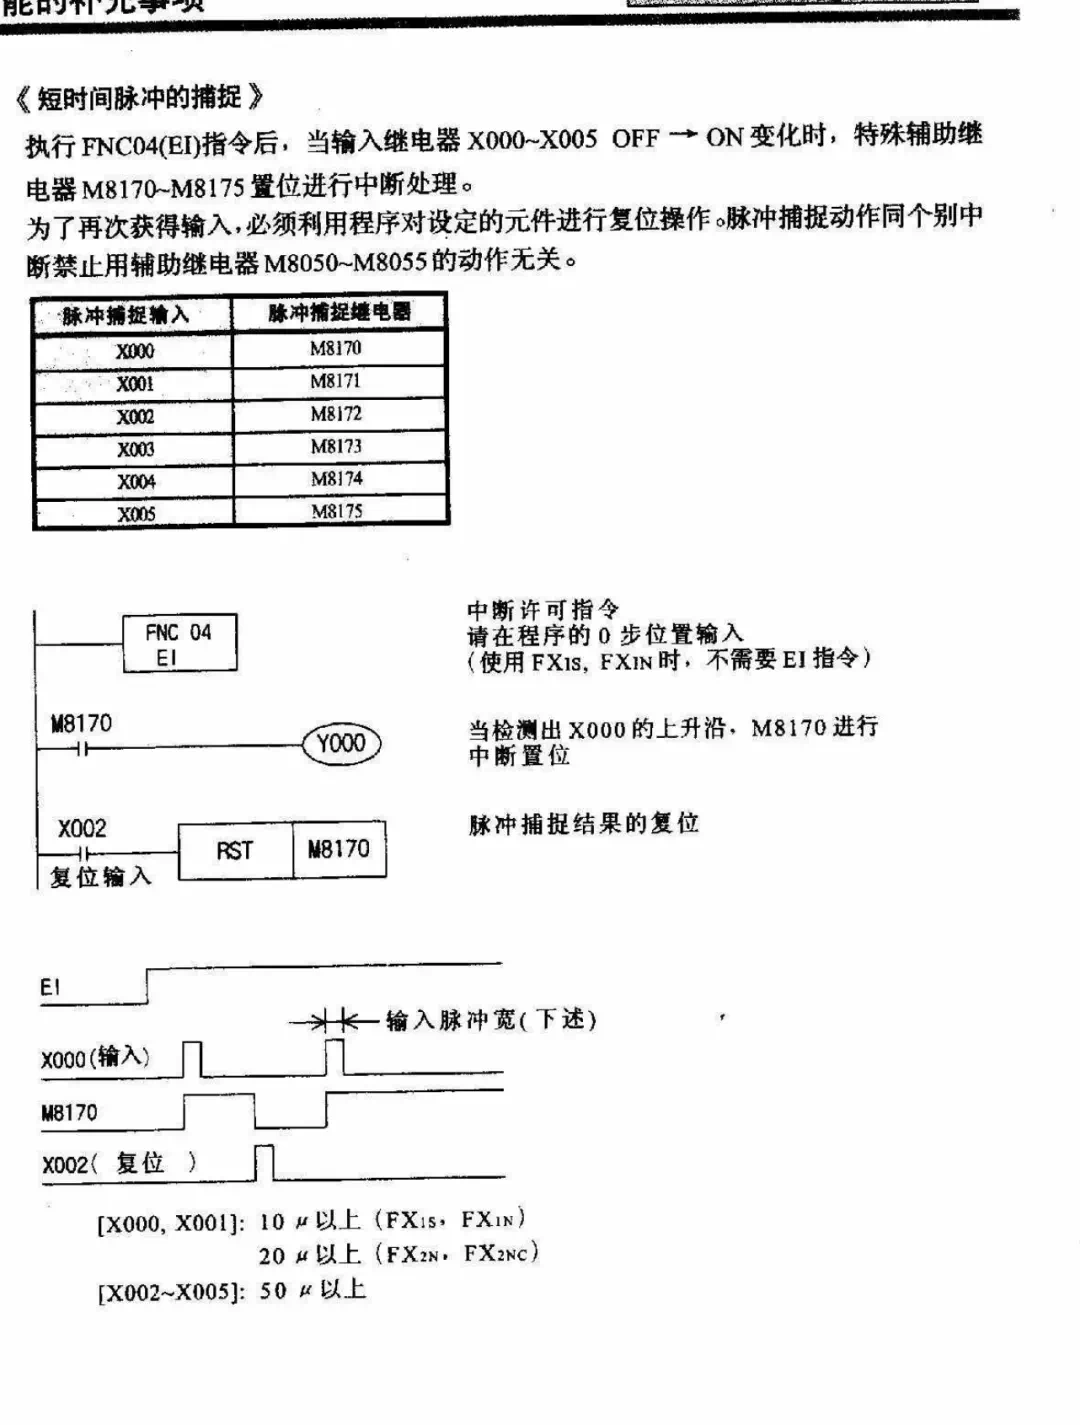 能的补充事项
《短时间脉冲的捕捉》
执行 FNC04(EI)指令后，当输入继电器 X000~X005 OFF → ON 变化时，特殊辅助继
电器 M8170~M8175 置位进行中断处理。
为了再次获得输入，必须利用程序对设定的元件进行复位操作。脉冲捕捉动作同个别中
断禁止用辅助继电器 M8050~M8055 的动作无关。
脉冲捕捉输入 脉冲捕捉继电器
X000 M8170
X001 M8171
X002 M8172
X003 M8173
X004 M8174
X005 M8175
FNC 04
EI
中断许可指令
请在程序的 0 步位置输入
（使用 FX1S, FX1N 时，不需要 EI 指令）
M8170
Y000
当检测出 X000 的上升沿，M8170 进行
中断置位
X002
RST M8170
复位输入
脉冲捕捉结果的复位
EI
输入脉冲宽(下述)
X000(输入)
M8170
X002( 复位 )
[X000, X001]: 10 μ 以上（FX1S，FX1N）
20 μ 以上（FX2N，FX2NC）
[X002~X005]: 50 μ 以上